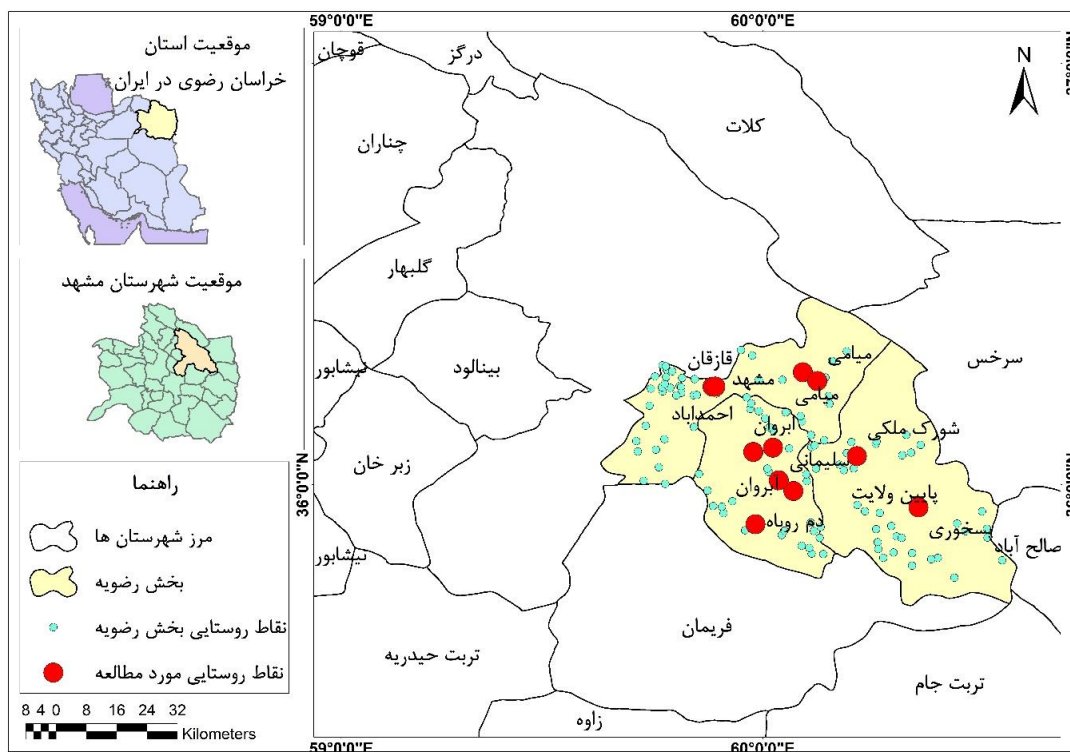 موقعیت استان
خراسان رضوی در ایران
موقعیت شهرستان مشهد
راهنما
مرز شهرستان ها
بخش رضویه
نقاط روستایی بخش رضویه
نقاط روستایی مورد مطالعه
8 4 0 8 16 24 32
Kilometers
59°0'0"E 60°0'0"E
N
قوچان
درگز
کلات
چناران
گلبهار
سرخس
نیشابور
بینالود
قازقان
مشهد
میامی
میامی
احمدآباد
ابروان
شورک ملکی
سلیمانی
زبر خان
36°0'0"N
ابروان
پایین ولایت
دم روباه
بسخوری
صالح آباد
نیشابور
فریمان
تربت حیدریه
تربت جام
زاوه
59°0'0"E 60°0'0"E